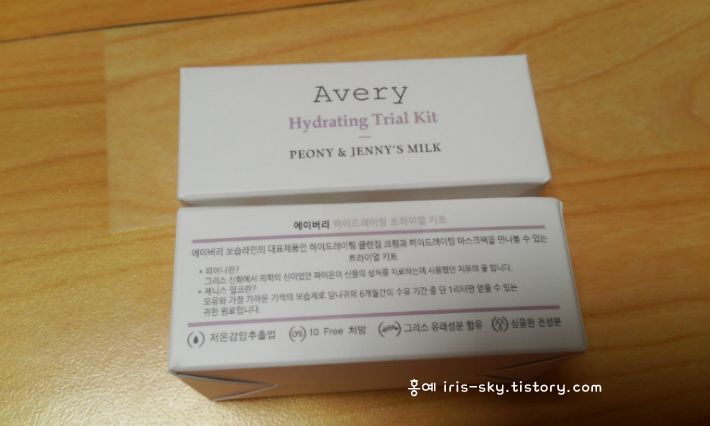 Avery
Hydrating Trial Kit
PEONY & JENNY'S MILK
에이버리 하이드레이팅 트라이얼 키트
에이버리 보습라인의 대표제품인 하이드레이팅 클렌징 크림과 하이드레이팅 마스크팩을 만나볼 수 있는
트라이얼 키트
• 피어니란?
그리스 신화에서 의학의 신이었던 파이온이 신들의 상처를 치료하는데 사용했던 치유의 꽃 입니다.
• 제니스 밀크란?
모유와 가장 가까운 기적의 보습제로 당나귀의 6개월간의 수유 기간 중 단 1리터만 얻을 수 있는
귀한 원료입니다.
저온감압추출법 0% 10 Free 처방 그리스 유래성분 함유 심플한 전성분
홍예 iris-sky.tistory.com